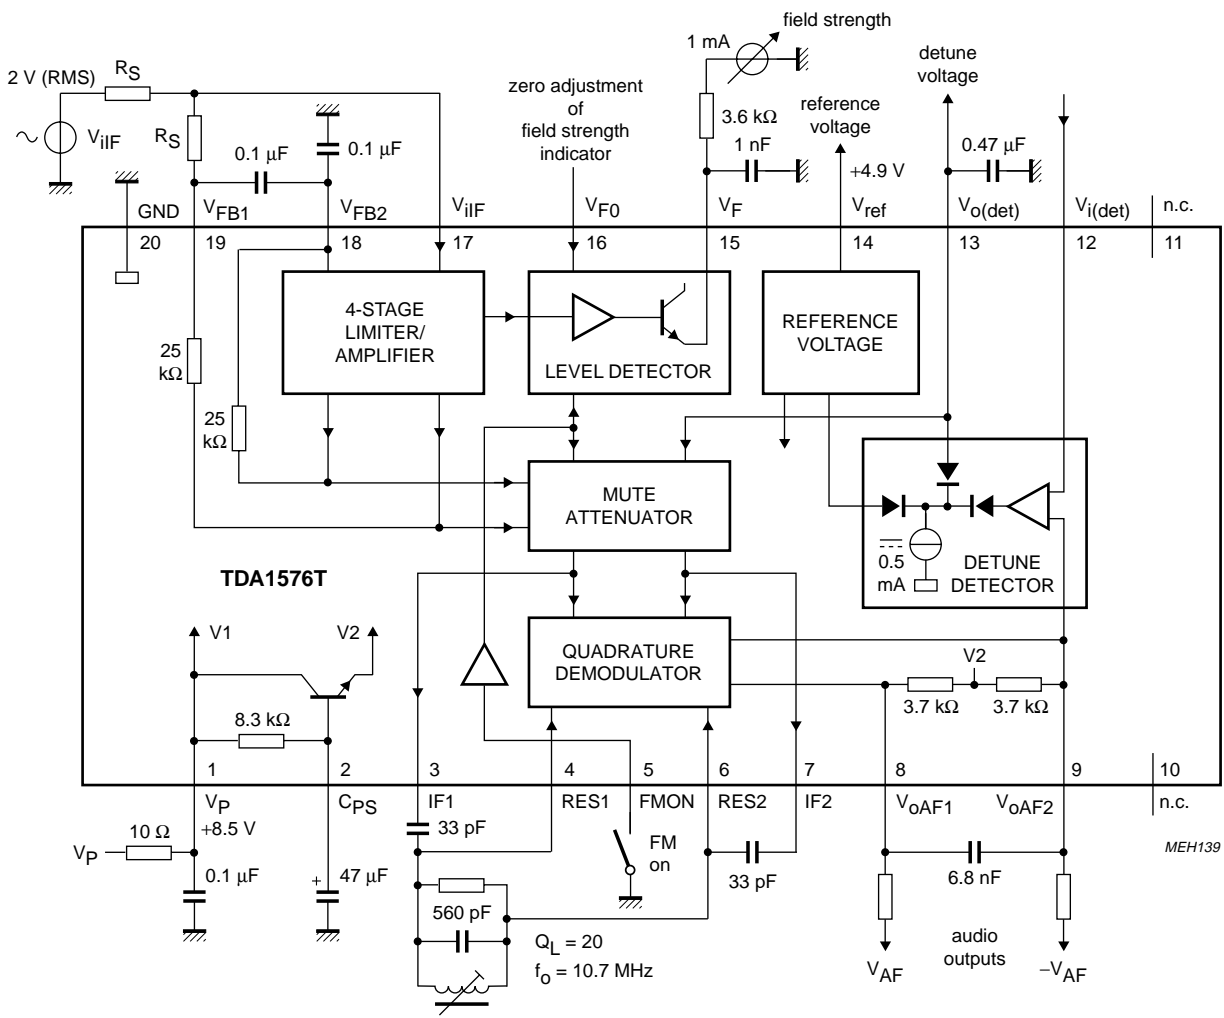 field strength
1 mA
2 V (RMS)
RS
detune
voltage
zero adjustment
of
field strength
indicator
reference
voltage
3.6 kΩ
ViIF
RS
0.1 μF
0.1 μF
1 nF
+4.9 V
0.47 μF
GND
VFB1
VFB2
ViIF
VF0
VF
Vref
Vo(det)
Vi(det)
n.c.
20
19
18
17
16
15
14
13
12
11
4-STAGE
LIMITER/
AMPLIFIER
LEVEL DETECTOR
REFERENCE
VOLTAGE
25
kΩ
25
kΩ
MUTE
ATTENUATOR
0.5
mA
DETUNE
DETECTOR
TDA1576T
V1
V2
QUADRATURE
DEMODULATOR
V2
3.7 kΩ
3.7 kΩ
8.3 kΩ
1
2
3
4
5
6
7
8
9
10
VP
CPS
IF1
RES1
FMON
RES2
IF2
VoAF1
VoAF2
n.c.
+8.5 V
10 Ω
VP
33 pF
FM
on
MEH139
0.1 μF
+
47 μF
33 pF
6.8 nF
560 pF
QL = 20
fo = 10.7 MHz
audio
outputs
VAF
−VAF